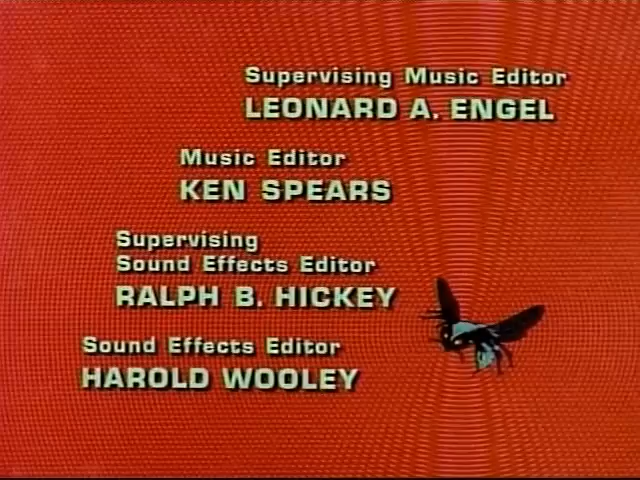 Supervising Music Editor
LEONARD A. ENGEL
Music Editor
KEN SPEARS
Supervising
Sound Effects Editor
RALPH B. HICKEY
Sound Effects Editor
HAROLD WOOLEY